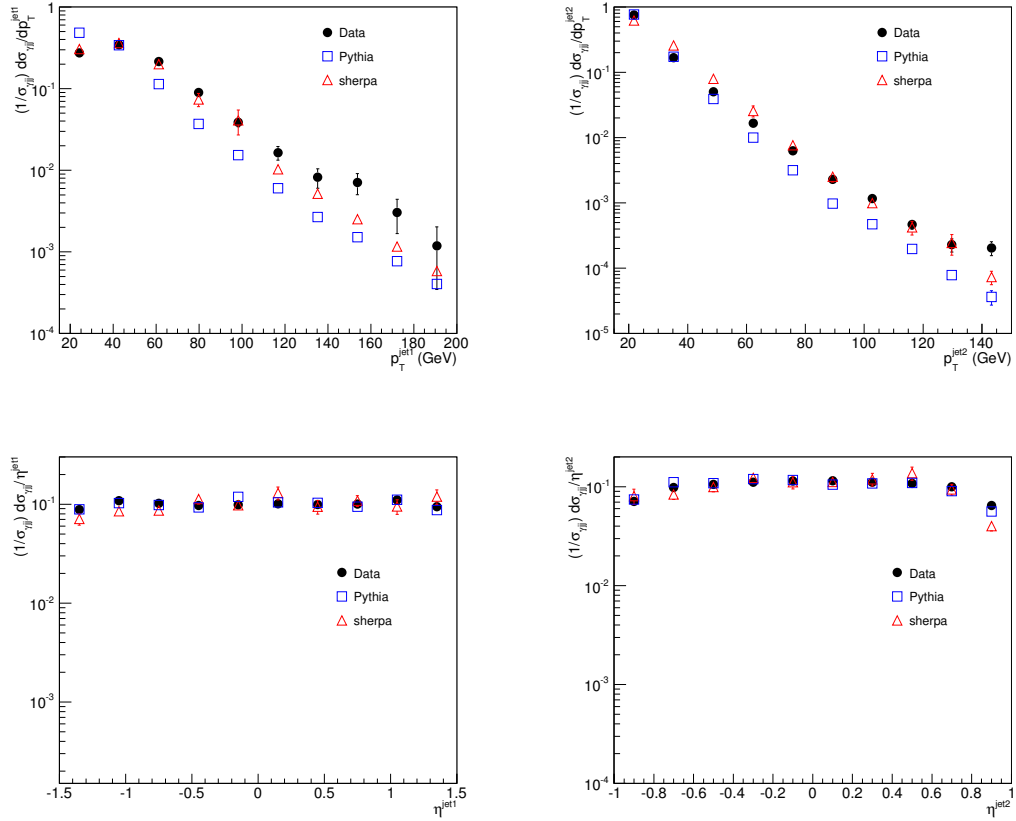 (1/σ_γjj) dσ_γjj/dp_T^jet1
1
10^-1
10^-2
10^-3
10^-4
Data
Pythia
sherpa
20 40 60 80 100 120 140 160 180 200
p_T^jet1 (GeV)
(1/σ_γjj) dσ_γjj/dp_T^jet2
1
10^-1
10^-2
10^-3
10^-4
10^-5
Data
Pythia
sherpa
20 40 60 80 100 120 140
p_T^jet2 (GeV)
(1/σ_γjj) dσ_γjj/η^jet1
10^-1
10^-2
10^-3
Data
Pythia
sherpa
-1.5 -1 -0.5 0 0.5 1 1.5
η^jet1
(1/σ_γjj) dσ_γjj/η^jet2
1
10^-1
10^-2
10^-3
10^-4
Data
Pythia
sherpa
-1 -0.8 -0.6 -0.4 -0.2 0 0.2 0.4 0.6 0.8 1
η^jet2